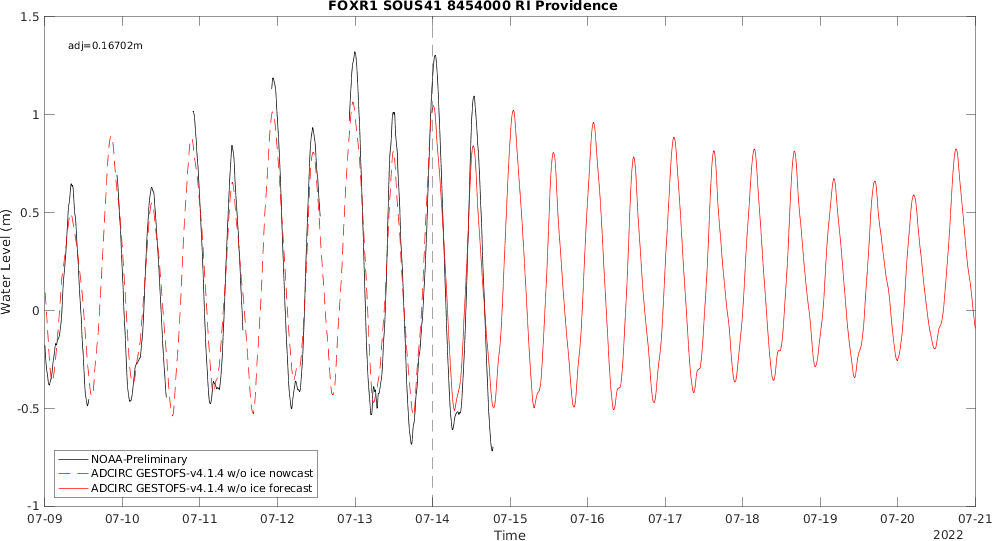 FOXR1 SOUS41 8454000 RI Providence
adj=0.16702m
1.5
1
0.5
0
-0.5
-1
Water Level (m)
NOAA-Preliminary
ADCIRC GESTOFS-v4.1.4 w/o ice nowcast
ADCIRC GESTOFS-v4.1.4 w/o ice forecast
07-09 07-10 07-11 07-12 07-13 07-14 07-15 07-16 07-17 07-18 07-19 07-20 07-21
Time
2022